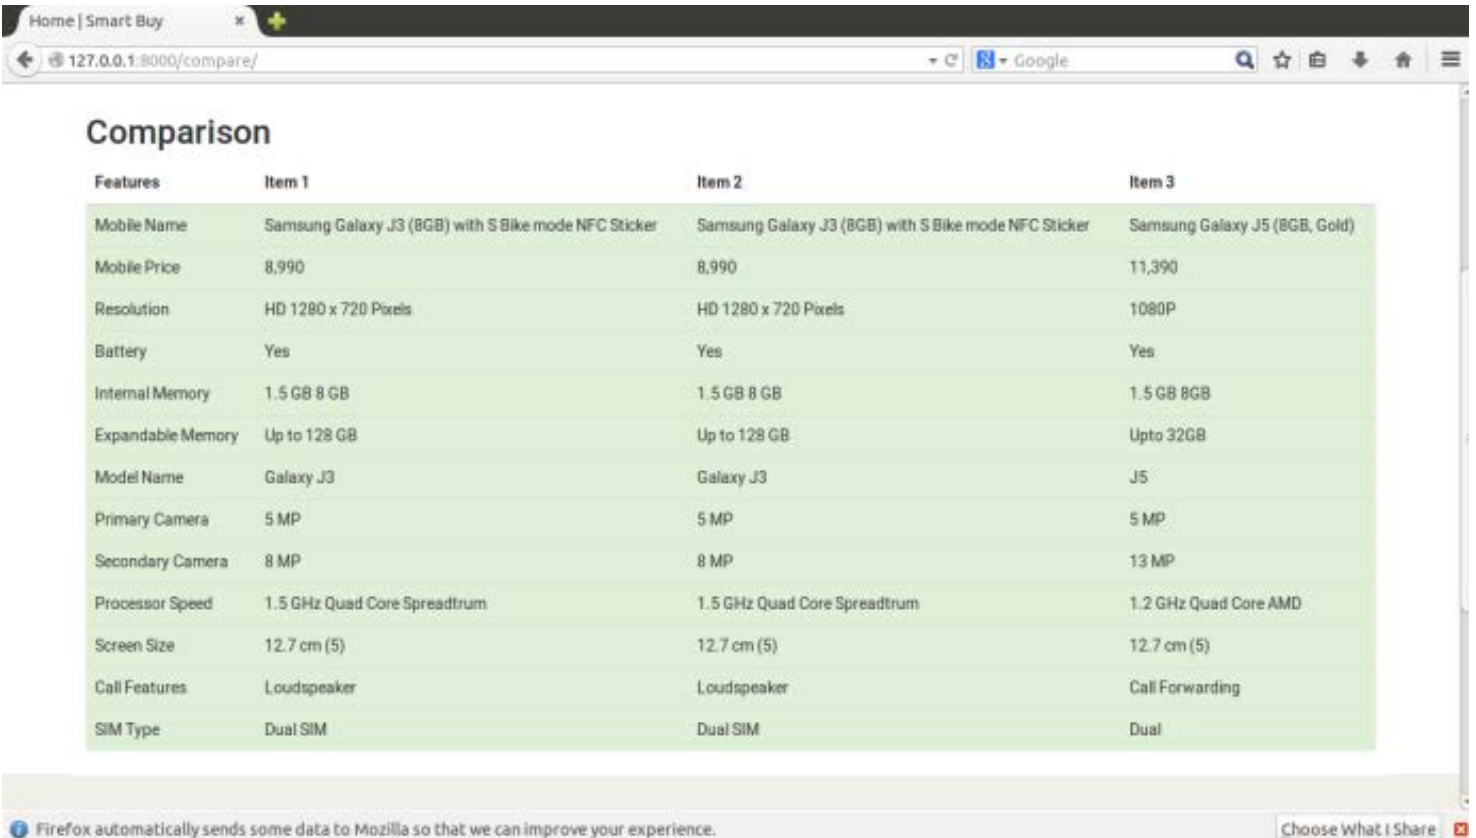 Home | Smart Buy
127.0.0.1:8000/compare/
Google
Comparison
Features Item 1 Item 2 Item 3
Mobile Name Samsung Galaxy J3 (8GB) with S Bike mode NFC Sticker Samsung Galaxy J3 (8GB) with S Bike mode NFC Sticker Samsung Galaxy J5 (8GB, Gold)
Mobile Price 8,990 8,990 11,390
Resolution HD 1280 x 720 Pixels HD 1280 x 720 Pixels 1080P
Battery Yes Yes Yes
Internal Memory 1.5 GB 8 GB 1.5 GB 8 GB 1.5 GB 8GB
Expandable Memory Up to 128 GB Up to 128 GB Upto 32GB
Model Name Galaxy J3 Galaxy J3 J5
Primary Camera 5 MP 5 MP 5 MP
Secondary Camera 8 MP 8 MP 13 MP
Processor Speed 1.5 GHz Quad Core Spreadtrum 1.5 GHz Quad Core Spreadtrum 1.2 GHz Quad Core AMD
Screen Size 12.7 cm (5) 12.7 cm (5) 12.7 cm (5)
Call Features Loudspeaker Loudspeaker Call Forwarding
SIM Type Dual SIM Dual SIM Dual
Firefox automatically sends some data to Mozilla so that we can improve your experience. Choose What I Share